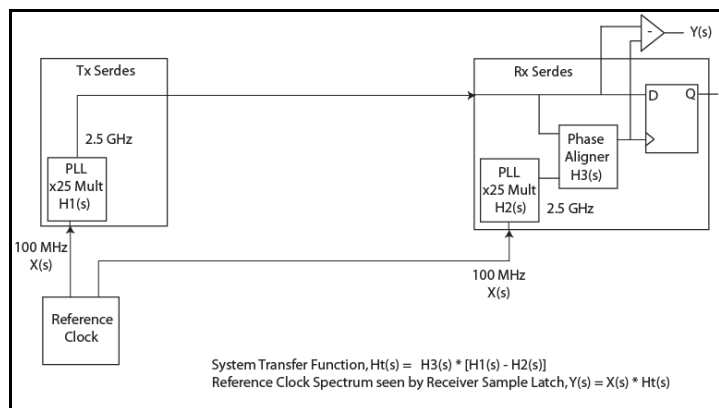 Y(s)
-
Tx Serdes
Rx Serdes
D
Q
2.5 GHz
PLL
x25 Mult
H1(s)
Phase
Aligner
H3(s)
PLL
x25 Mult
H2(s)
2.5 GHz
100 MHz
X(s)
100 MHz
X(s)
Reference
Clock
System Transfer Function, Ht(s) = H3(s) * [H1(s) - H2(s)]
Reference Clock Spectrum seen by Receiver Sample Latch, Y(s) = X(s) * Ht(s)